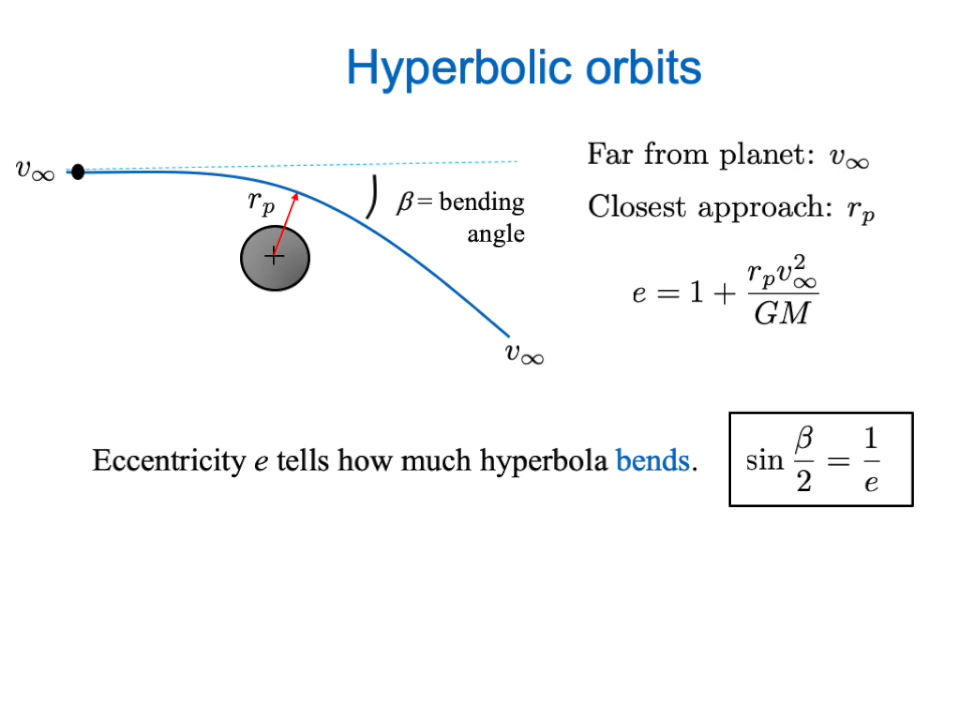 Hyperbolic orbits
v∞
r_p
β = bending
angle
v∞
Far from planet: v∞
Closest approach: r_p
e = 1 + r_p v∞² / GM
Eccentricity e tells how much hyperbola bends.
sin β/2 = 1/e